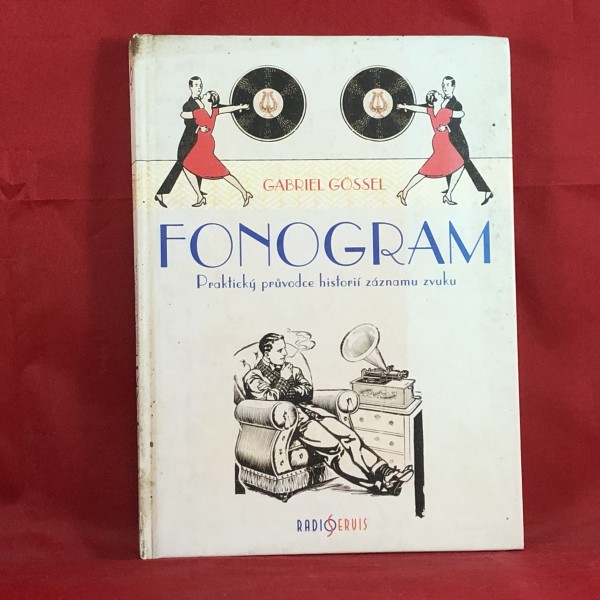 GABRIEL GÖSSEL
FONOGRAM
Praktický průvodce historií záznamu zvuku
RADIOSERVIS